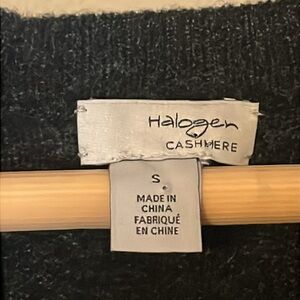 Halogen
CASHMERE
S
MADE IN
CHINA
FABRIQUÉ
EN CHINE